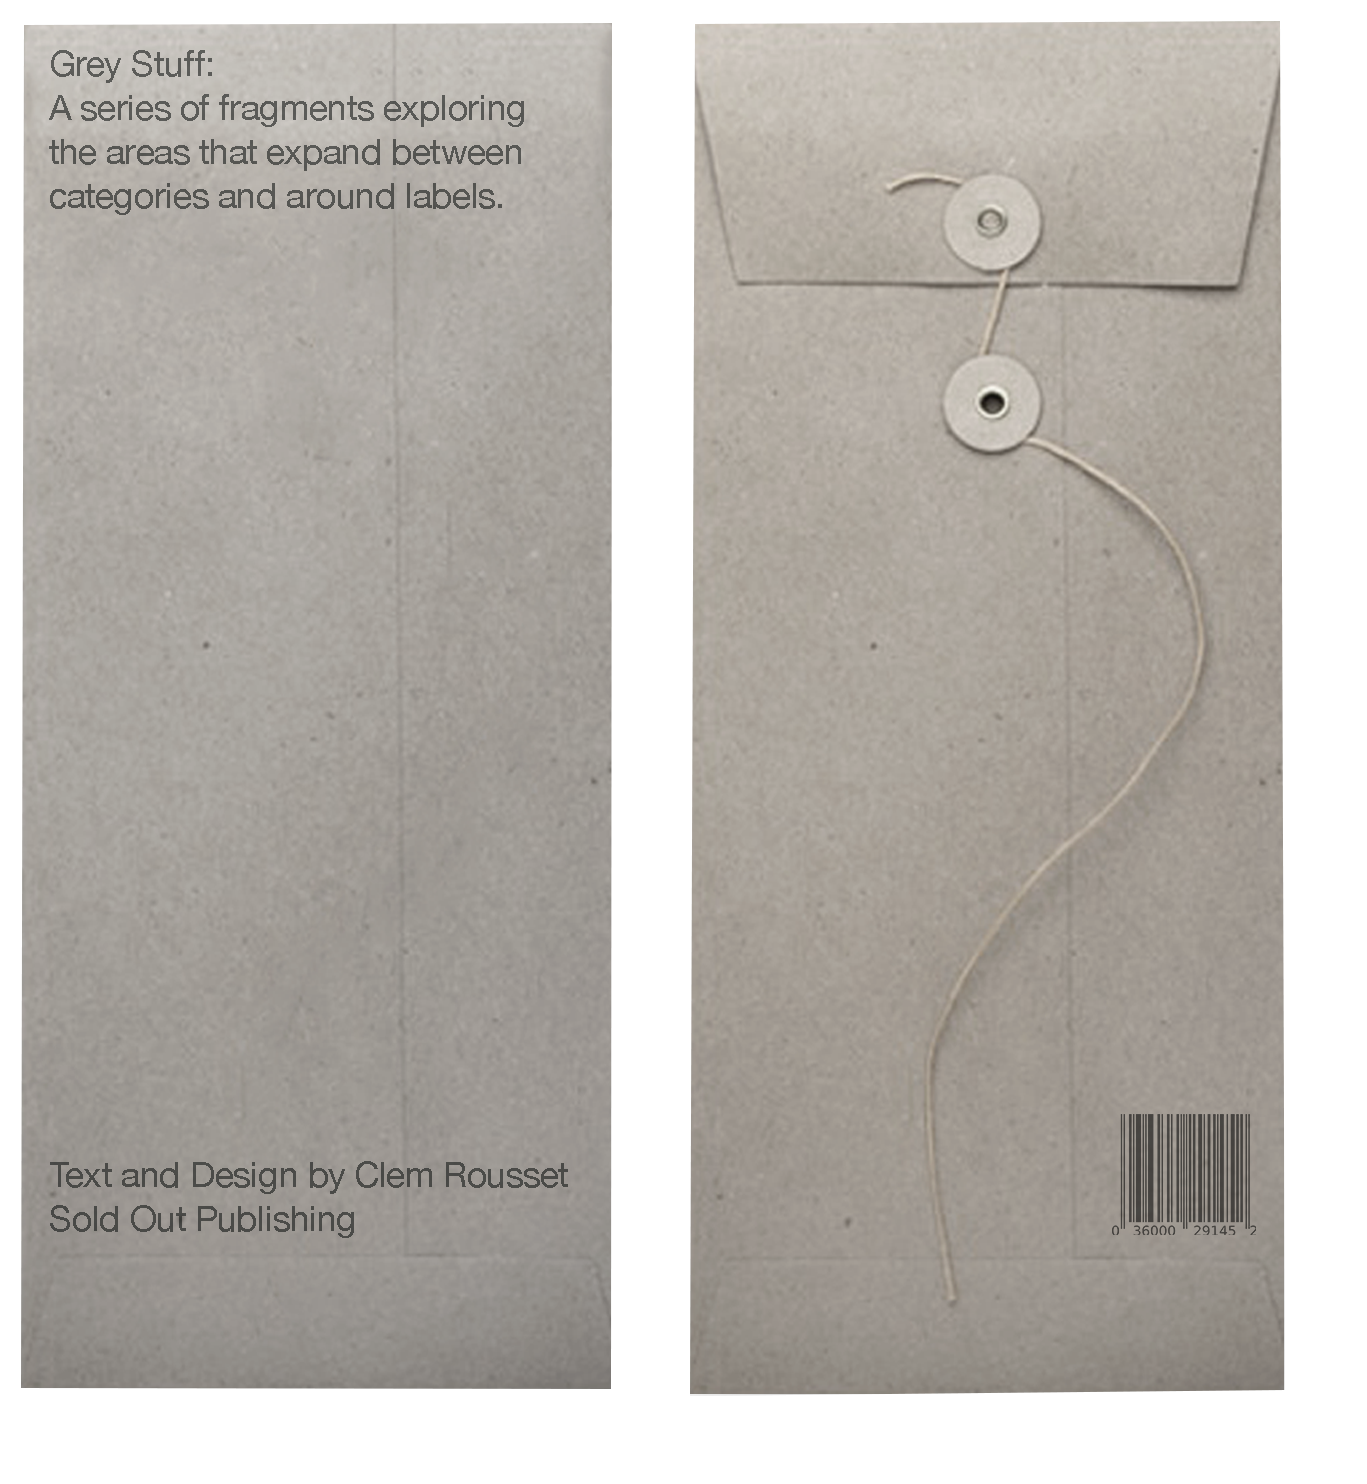 Grey Stuff:
A series of fragments exploring
the areas that expand between
categories and around labels.
Text and Design by Clem Rousset
Sold Out Publishing
0 36000 29145 2